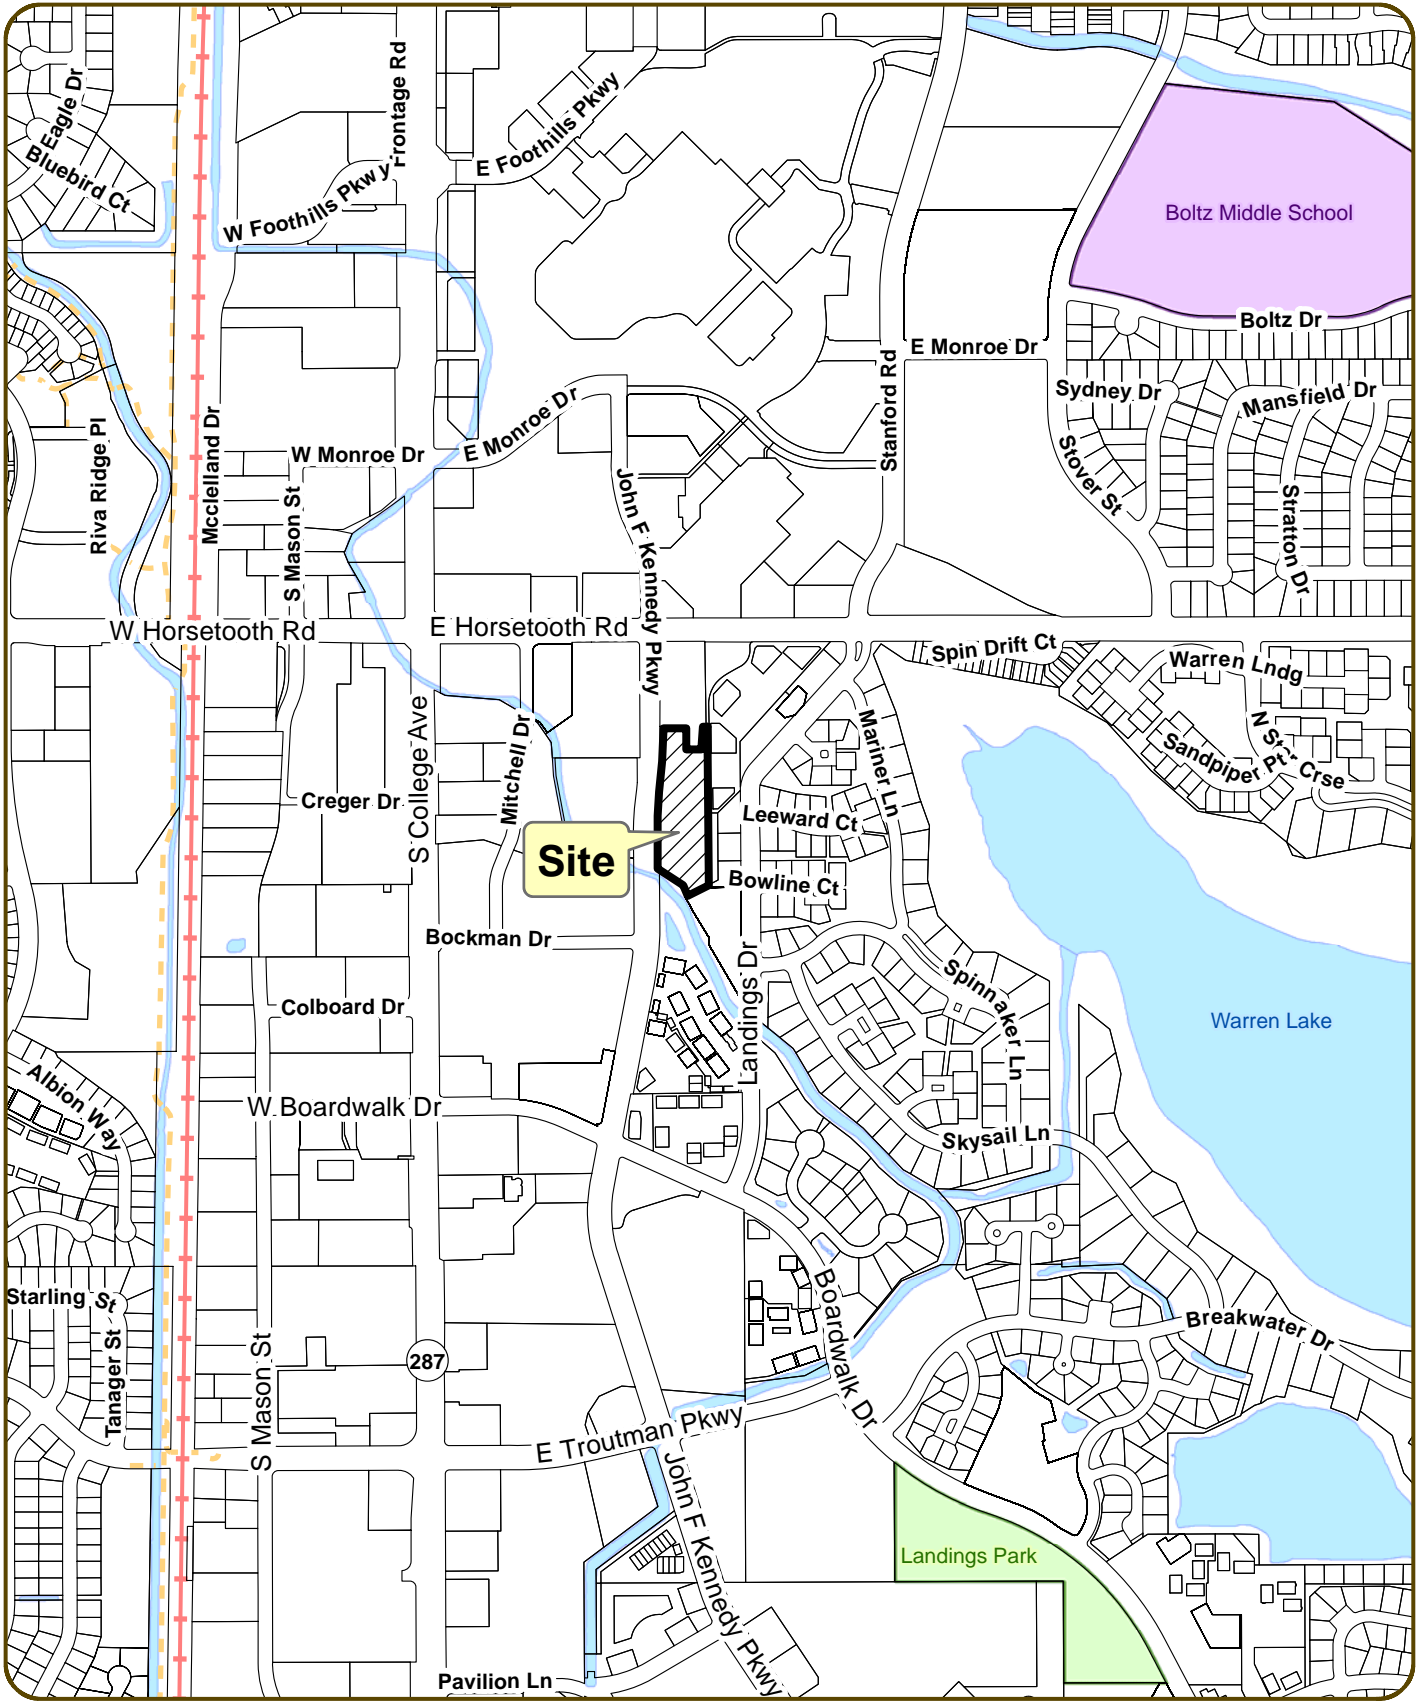 Eagle Dr
Bluebird Ct
Frontage Rd
E Foothills Pkwy
W Foothills Pkwy
Boltz Middle School
Boltz Dr
E Monroe Dr
Stanford Rd
Sydney Dr
Mansfield Dr
Riva Ridge Pl
Mcclelland Dr
W Monroe Dr
E Monroe Dr
S Mason St
John F Kennedy Pkwy
Stover St
Stratton Dr
W Horsetooth Rd
E Horsetooth Rd
Spin Drift Ct
Warren Lndg
N Star Crse
Sandpiper Pt
S College Ave
Mitchell Dr
Mariner Ln
Creger Dr
Leeward Ct
Site
Bowline Ct
Bockman Dr
Landings Dr
Spinnaker Ln
Colboard Dr
Warren Lake
Albion Way
W Boardwalk Dr
Skysail Ln
Starling St
Tanager St
S Mason St
287
Boardwalk Dr
Breakwater Dr
E Troutman Pkwy
John F Kennedy Pkwy
Landings Park
Pavilion Ln